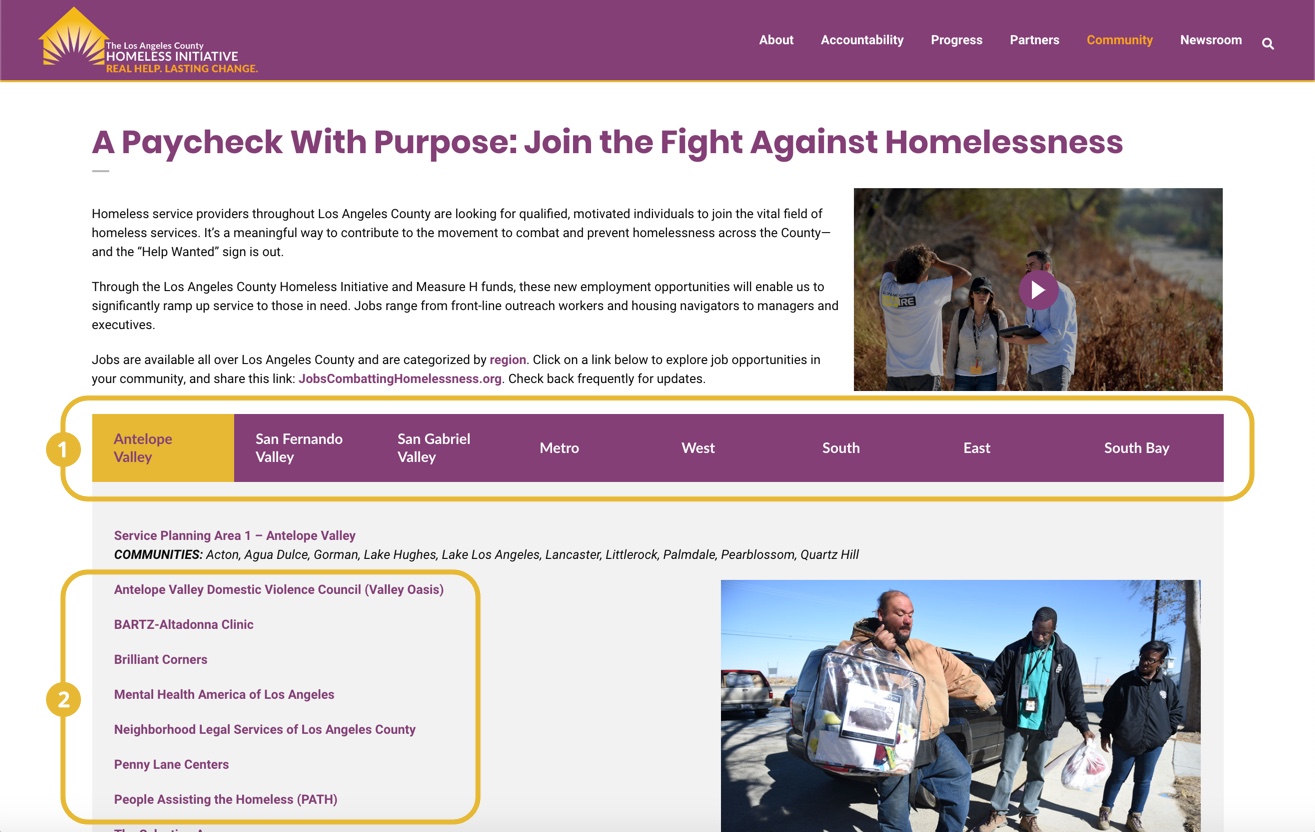 The Los Angeles County
HOMELESS INITIATIVE
REAL HELP. LASTING CHANGE.
About
Accountability
Progress
Partners
Community
Newsroom
A Paycheck With Purpose: Join the Fight Against Homelessness
Homeless service providers throughout Los Angeles County are looking for qualified, motivated individuals to join the vital field of
homeless services. It’s a meaningful way to contribute to the movement to combat and prevent homelessness across the County—
and the “Help Wanted” sign is out.
Through the Los Angeles County Homeless Initiative and Measure H funds, these new employment opportunities will enable us to
significantly ramp up service to those in need. Jobs range from front-line outreach workers and housing navigators to managers and
executives.
Jobs are available all over Los Angeles County and are categorized by region. Click on a link below to explore job opportunities in
your community, and share this link: JobsCombattingHomelessness.org. Check back frequently for updates.
1
Antelope
Valley
San Fernando
Valley
San Gabriel
Valley
Metro
West
South
East
South Bay
Service Planning Area 1 – Antelope Valley
COMMUNITIES: Acton, Agua Dulce, Gorman, Lake Hughes, Lake Los Angeles, Lancaster, Littlerock, Palmdale, Pearblossom, Quartz Hill
2
Antelope Valley Domestic Violence Council (Valley Oasis)
BARTZ-Altadonna Clinic
Brilliant Corners
Mental Health America of Los Angeles
Neighborhood Legal Services of Los Angeles County
Penny Lane Centers
People Assisting the Homeless (PATH)